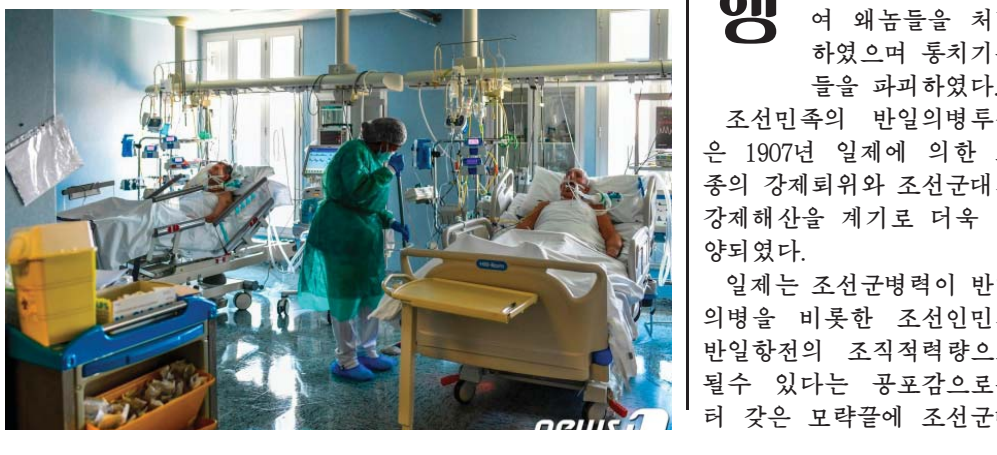 행
여 왜놈들을 처
하였으며 통치기
들을 파괴하였다.
조선민족의 반일의병투
은 1907년 일제에 의한
종의 강제퇴위와 조선군대
강제해산을 계기로 더욱
양되였다.
일제는 조선군병력이 반
의병을 비롯한 조선인민
반일항전의 조직적력량으
될수 있다는 공포감으로
터 갖은 모략끝에 조선군
news1